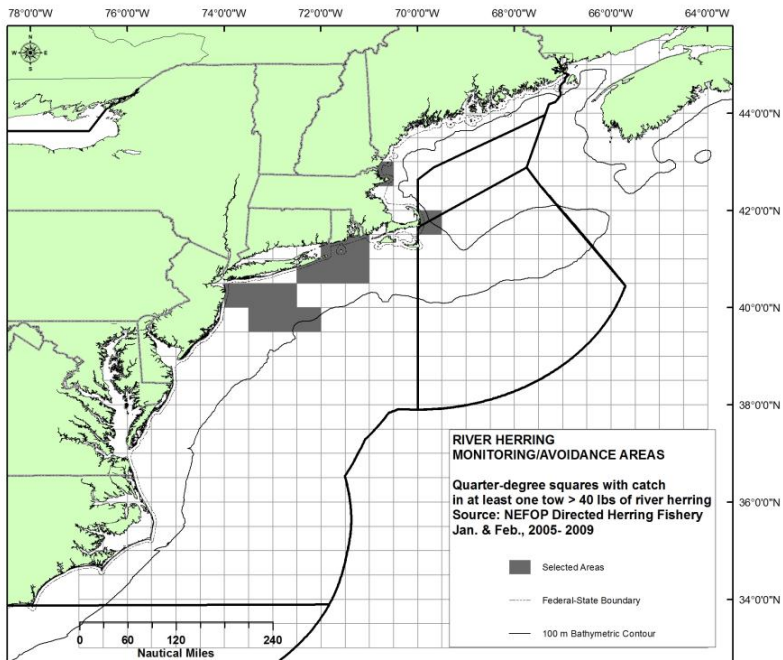 78°0'0"W 76°0'0"W 74°0'0"W 72°0'0"W 70°0'0"W 68°0'0"W 66°0'0"W 64°0'0"W
N
W E
S
44°0'0"N
42°0'0"N
40°0'0"N
38°0'0"N
36°0'0"N
34°0'0"N
RIVER HERRING
MONITORING/AVOIDANCE AREAS
Quarter-degree squares with catch
in at least one tow > 40 lbs of river herring
Source: NEFOP Directed Herring Fishery
Jan. & Feb., 2005- 2009
Selected Areas
Federal-State Boundary
100 m Bathymetric Contour
0 60 120 240
Nautical Miles